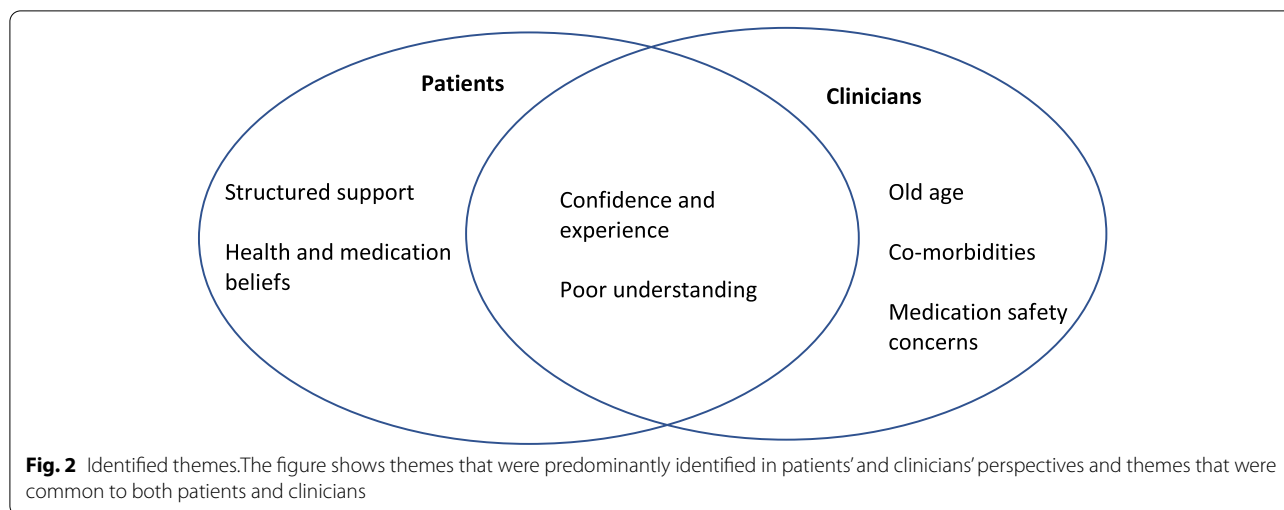 Patients
Clinicians
Structured support
Health and medication
beliefs
Confidence and
experience
Poor understanding
Old age
Co-morbidities
Medication safety
concerns
Fig. 2 Identified themes.The figure shows themes that were predominantly identified in patients’ and clinicians’ perspectives and themes that were
common to both patients and clinicians